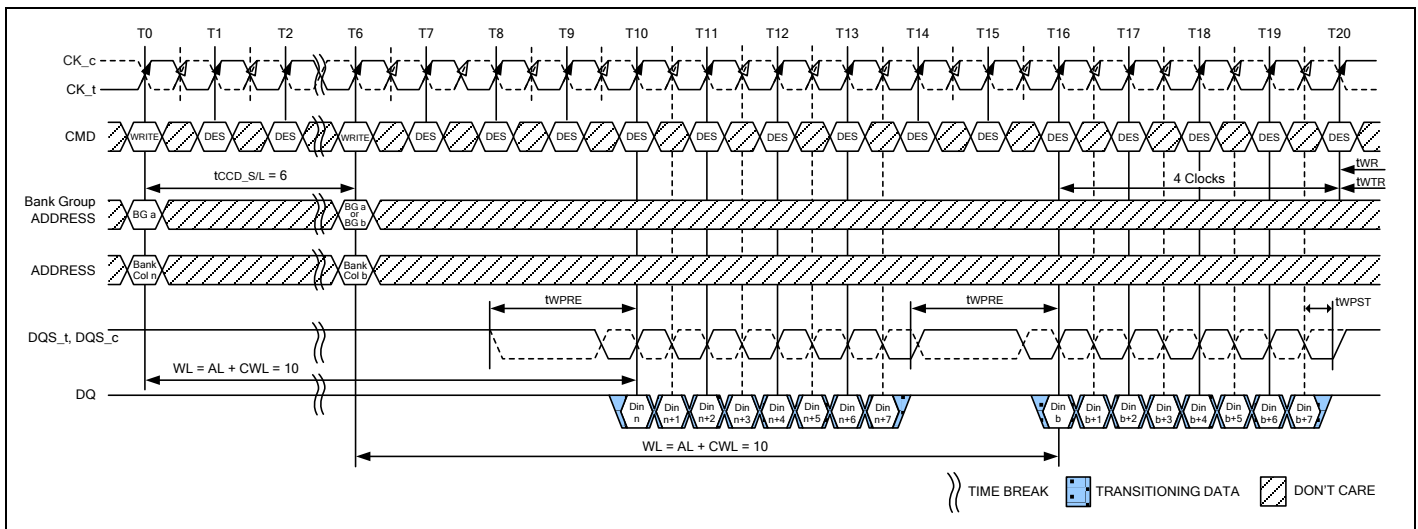 T0 T1 T2 T6 T7 T8 T9 T10 T11 T12 T13 T14 T15 T16 T17 T18 T19 T20
CK_c
CK_t
CMD WRITE DES DES WRITE DES DES DES DES DES DES DES DES DES DES DES DES DES DES
tWR
tCCD_S/L = 6
4 Clocks
tWTR
Bank Group
ADDRESS
BG a
BG a
or
BG b
ADDRESS
Bank
Col n
Bank
Col b
tWPRE tWPRE tWPST
DQS_t, DQS_c
WL = AL + CWL = 10
DQ
Din
n
Din
n+1
Din
n+2
Din
n+3
Din
n+4
Din
n+5
Din
n+6
Din
n+7
Din
b
Din
b+1
Din
b+2
Din
b+3
Din
b+4
Din
b+5
Din
b+6
Din
b+7
WL = AL + CWL = 10
TIME BREAK TRANSITIONING DATA DON'T CARE